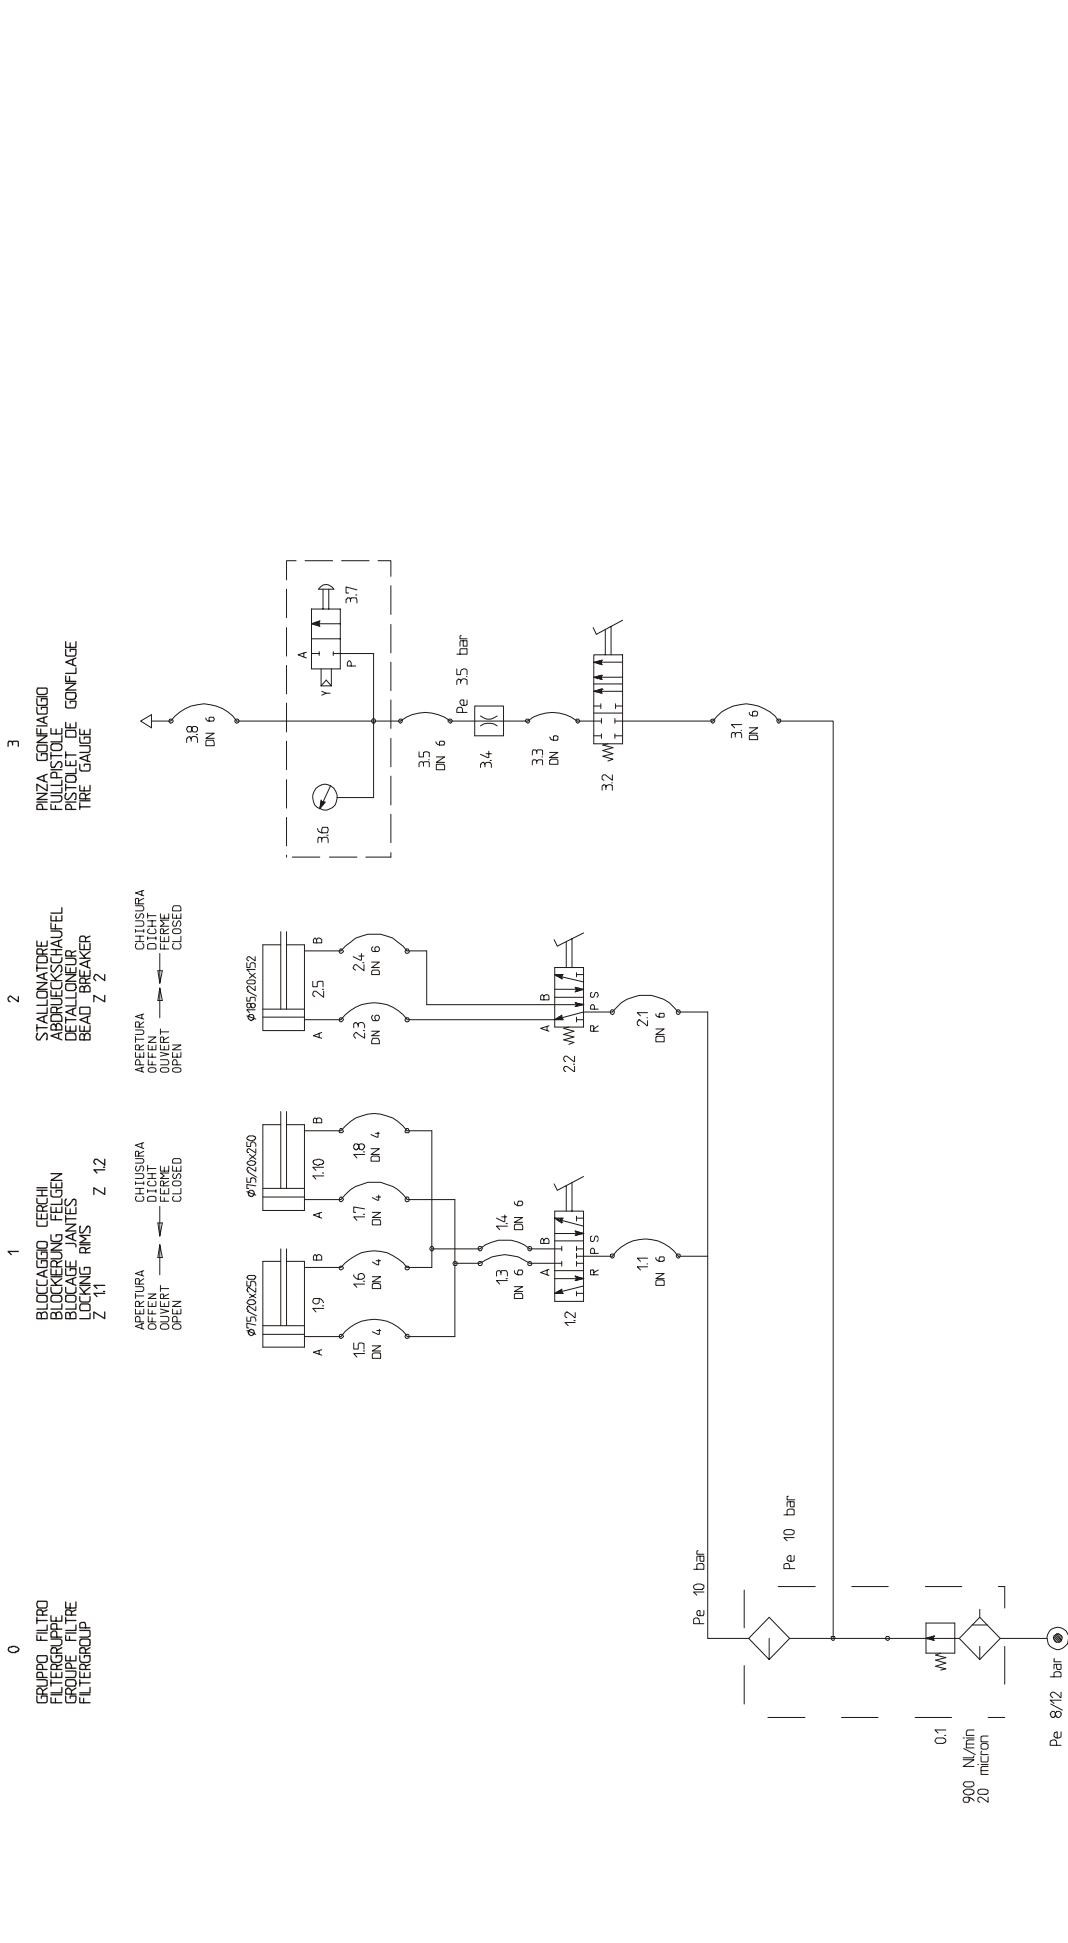 0
GRUPPO FILTRO
FILTERGRUPPE
GROUPE FILTRE
FILTERGROUP
1
BLOCCAGGIO CERCHI
BLOCKIERUNG FELGEN
BLOCAGE JANTES
LOCKING RIMS
Z 1.1 Z 1.2
2
STALLONATORE
ABDRUECKSCHAUFEL
DETALLONEUR
BEAD BREAKER
Z 2
3
PINZA GONFIAGGIO
FULLPISTOLE
PISTOLET DE GONFLAGE
TIRE GAUGE
APERTURA
OFFEN
OUVERT
OPEN
CHIUSURA
DICHT
FERME
CLOSED
APERTURA
OFFEN
OUVERT
OPEN
CHIUSURA
DICHT
FERME
CLOSED
3.8
DN 6
Ø75/20x250
Ø75/20x250
Ø185/20x152
A
1.9
B
A
1.10
B
A
2.5
B
3.6
Y
A
P
3.7
1.5
DN 4
1.6
DN 4
1.7
DN 4
1.8
DN 4
2.3
DN 6
2.4
DN 6
3.5
DN 6
Pe 3.5 bar
3.4
1.3
DN 6
1.4
DN 6
3.3
DN 6
1.2
A B
R P S
2.2
A B
R P S
3.2
1.1
DN 6
2.1
DN 6
3.1
DN 6
Pe 10 bar
Pe 10 bar
0.1
900 Nl/min
20 micron
Pe 8/12 bar